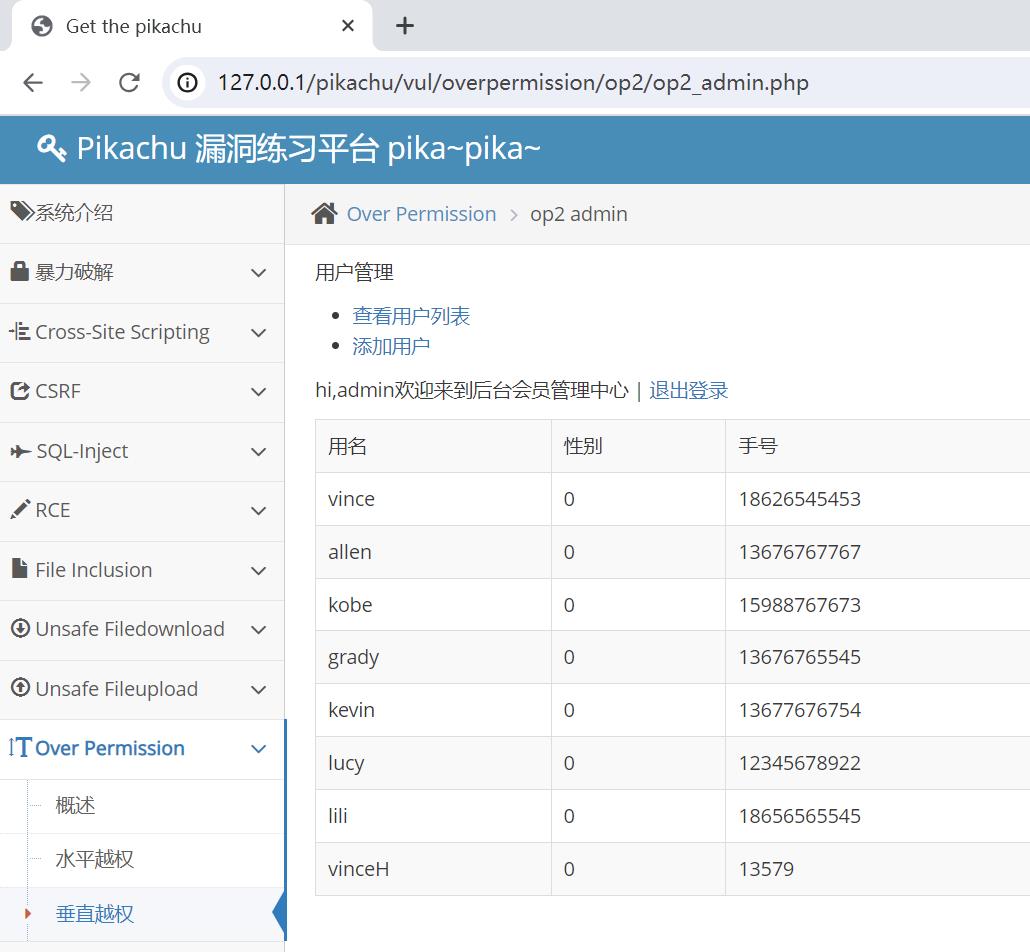 Get the pikachu
127.0.0.1/pikachu/vul/overpermission/op2/op2_admin.php
Pikachu 漏洞练习平台 pika~pika~
系统介绍
暴力破解
Cross-Site Scripting
CSRF
SQL-Inject
RCE
File Inclusion
Unsafe Filedownload
Unsafe Fileupload
Over Permission
概述
水平越权
垂直越权
Over Permission > op2 admin
用户管理
查看用户列表
添加用户
hi,admin欢迎来到后台会员管理中心 | 退出登录
用名 性别 手号
vince 0 18626545453
allen 0 13676767767
kobe 0 15988767673
grady 0 13676765545
kevin 0 13677676754
lucy 0 12345678922
lili 0 18656565545
vinceH 0 13579